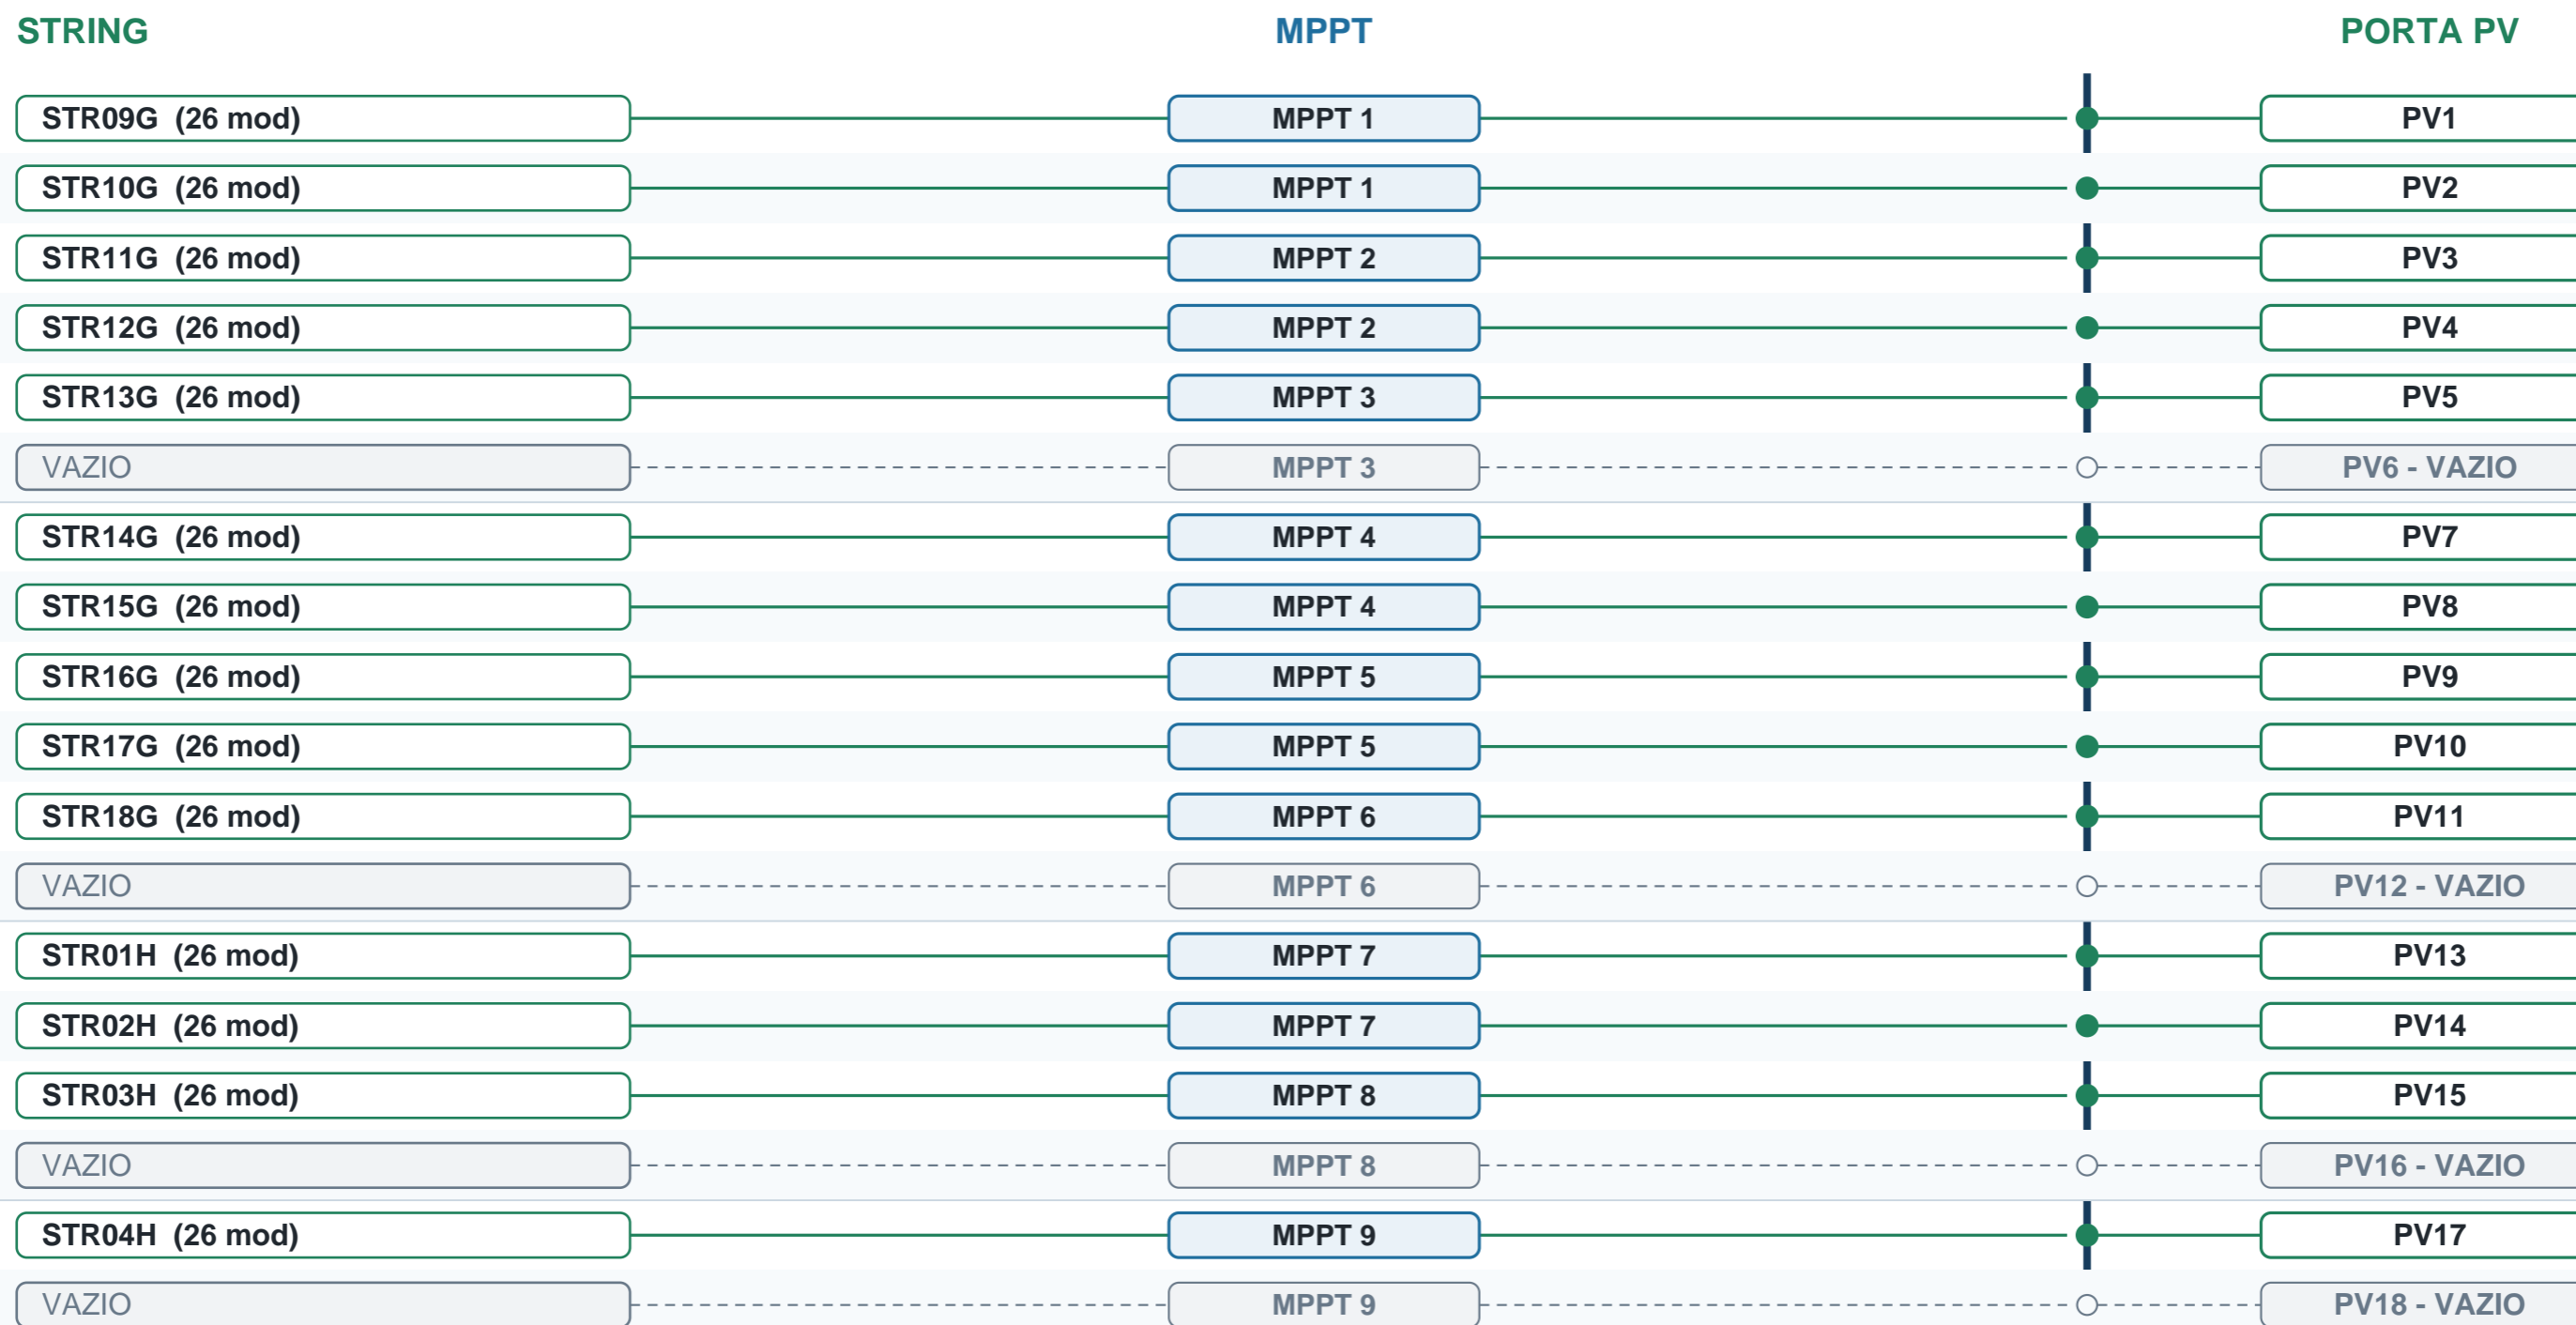 STRING MPPT PORTA PV
STR09G (26 mod) MPPT 1 PV1
STR10G (26 mod) MPPT 1 PV2
STR11G (26 mod) MPPT 2 PV3
STR12G (26 mod) MPPT 2 PV4
STR13G (26 mod) MPPT 3 PV5
VAZIO MPPT 3 PV6 - VAZIO
STR14G (26 mod) MPPT 4 PV7
STR15G (26 mod) MPPT 4 PV8
STR16G (26 mod) MPPT 5 PV9
STR17G (26 mod) MPPT 5 PV10
STR18G (26 mod) MPPT 6 PV11
VAZIO MPPT 6 PV12 - VAZIO
STR01H (26 mod) MPPT 7 PV13
STR02H (26 mod) MPPT 7 PV14
STR03H (26 mod) MPPT 8 PV15
VAZIO MPPT 8 PV16 - VAZIO
STR04H (26 mod) MPPT 9 PV17
VAZIO MPPT 9 PV18 - VAZIO